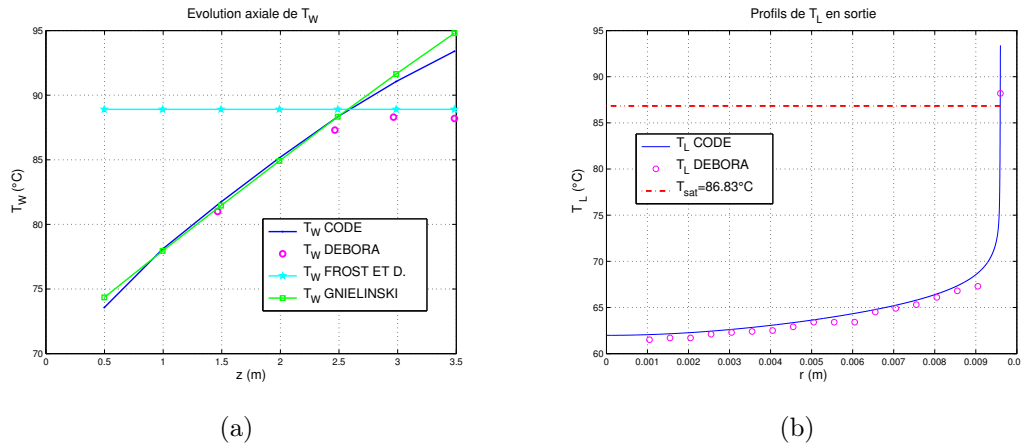 Evolution axiale de T_W
95
90
85
80
75
70
0
0.5
1
1.5
2
2.5
3
3.5
T_W (°C)
z (m)
T_W CODE
T_W DEBORA
T_W FROST ET D.
T_W GNIELINSKI
(a)
Profils de T_L en sortie
95
90
85
80
75
70
65
60
0
0.001
0.002
0.003
0.004
0.005
0.006
0.007
0.008
0.009
0.0
T_L (°C)
r (m)
T_L CODE
T_L DEBORA
T_sat=86.83°C
(b)